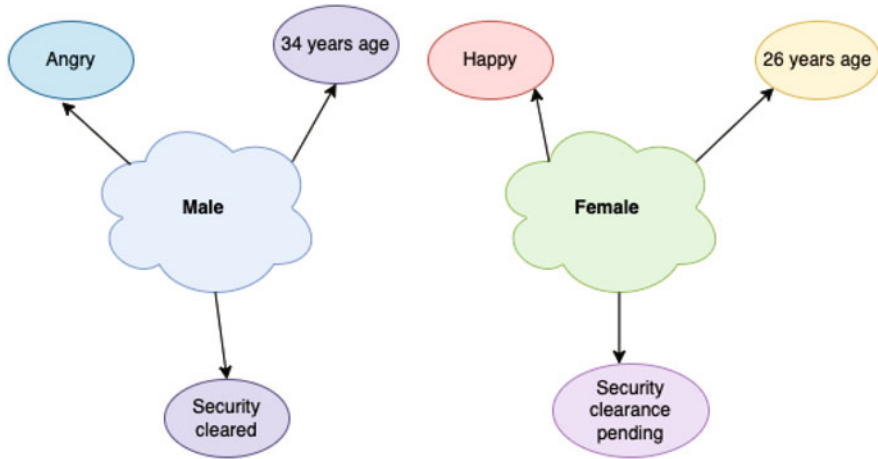 Angry
34 years age
Male
Security
cleared
Happy
26 years age
Female
Security
clearance
pending